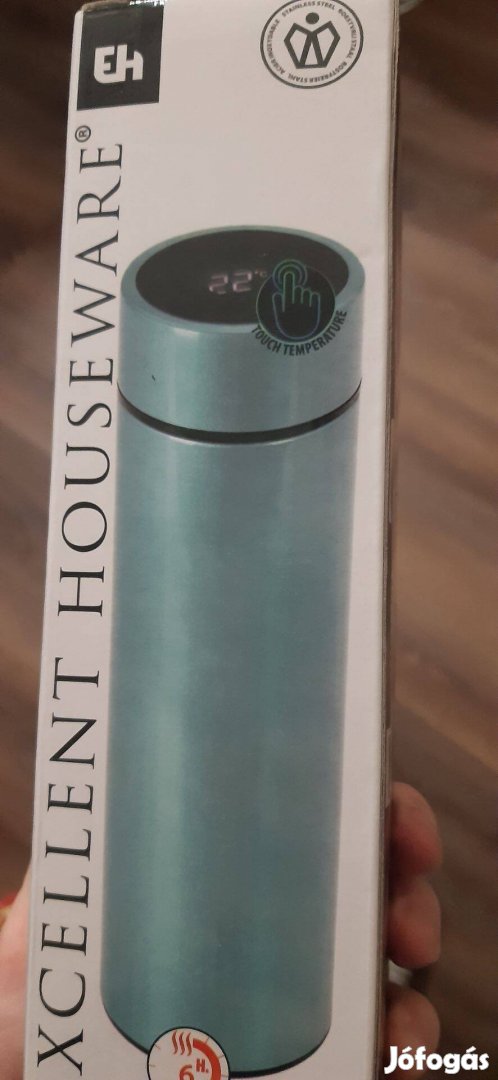 EH
XCELLENT HOUSEWARE®
STAINLESS STEEL
22°C
TOUCH TEMPERATURE
6 H.
Jófogás